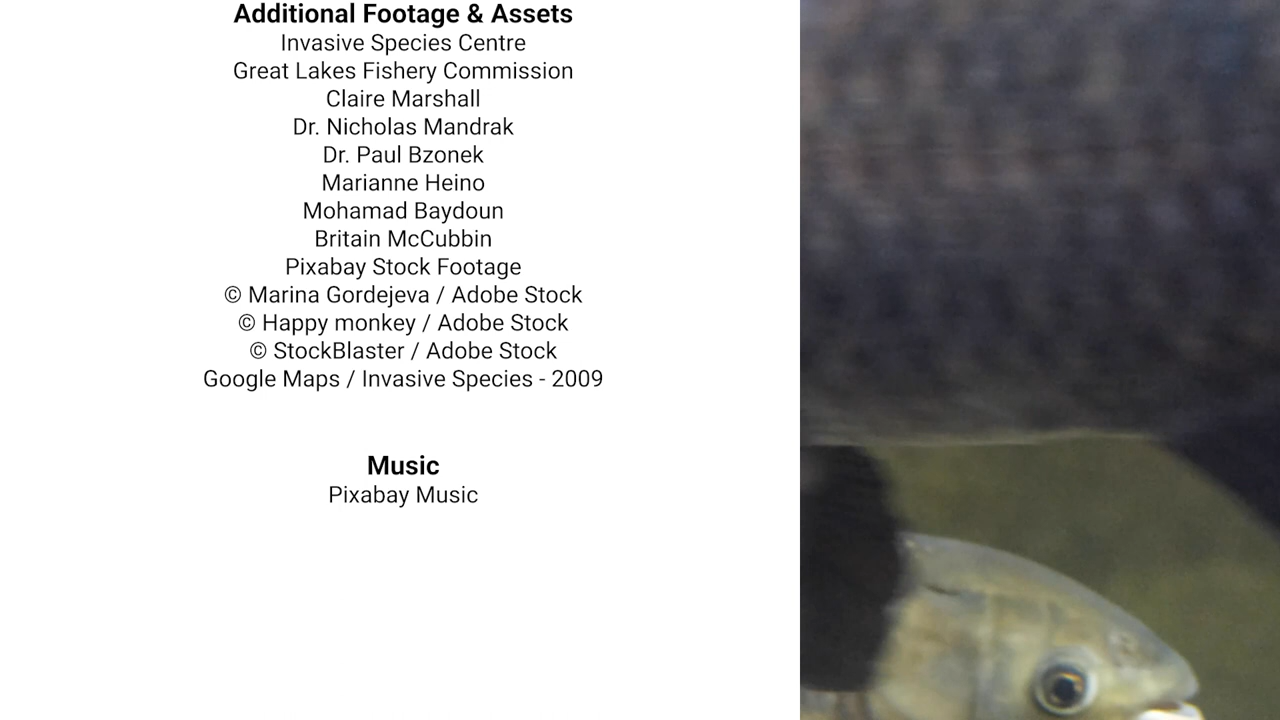 Additional Footage & Assets
Invasive Species Centre
Great Lakes Fishery Commission
Claire Marshall
Dr. Nicholas Mandrak
Dr. Paul Bzonek
Marianne Heino
Mohamad Baydoun
Britain McCubbin
Pixabay Stock Footage
© Marina Gordejeva / Adobe Stock
© Happy monkey / Adobe Stock
© StockBlaster / Adobe Stock
Google Maps / Invasive Species - 2009
Music
Pixabay Music